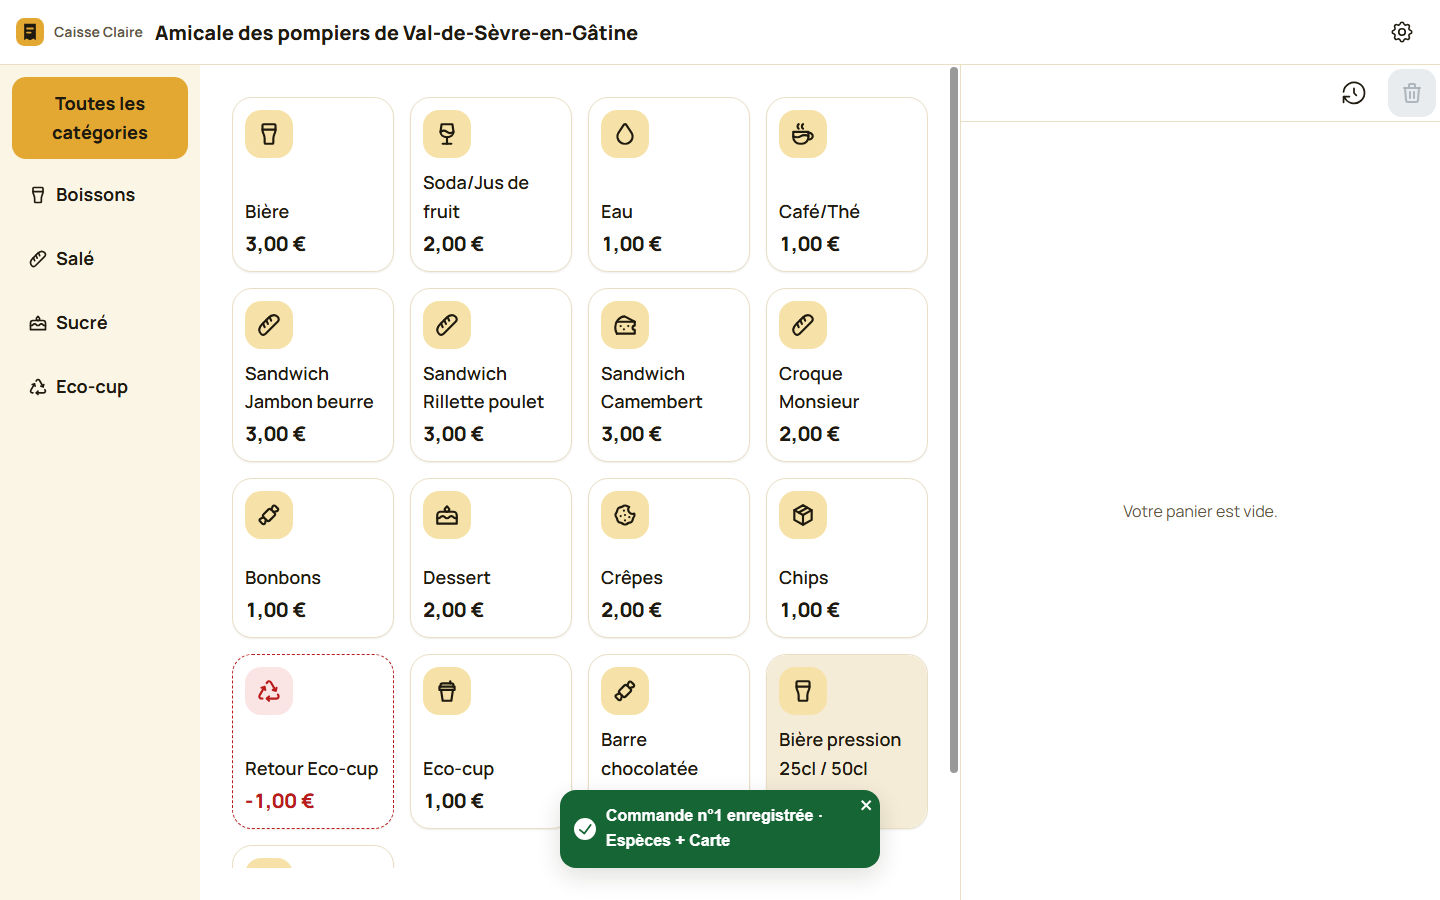 Caisse Claire
Amicale des pompiers de Val-de-Sèvre-en-Gâtine
Toutes les
catégories
Boissons
Salé
Sucré
Eco-cup
Bière
3,00 €
Soda/Jus de
fruit
2,00 €
Eau
1,00 €
Café/Thé
1,00 €
Sandwich
Jambon beurre
3,00 €
Sandwich
Rillette poulet
3,00 €
Sandwich
Camembert
3,00 €
Croque
Monsieur
2,00 €
Bonbons
1,00 €
Dessert
2,00 €
Crêpes
2,00 €
Chips
1,00 €
Retour Eco-cup
-1,00 €
Eco-cup
1,00 €
Barre
chocolatée
Bière pression
25cl / 50cl
Commande n°1 enregistrée ·
Espèces + Carte
Votre panier est vide.